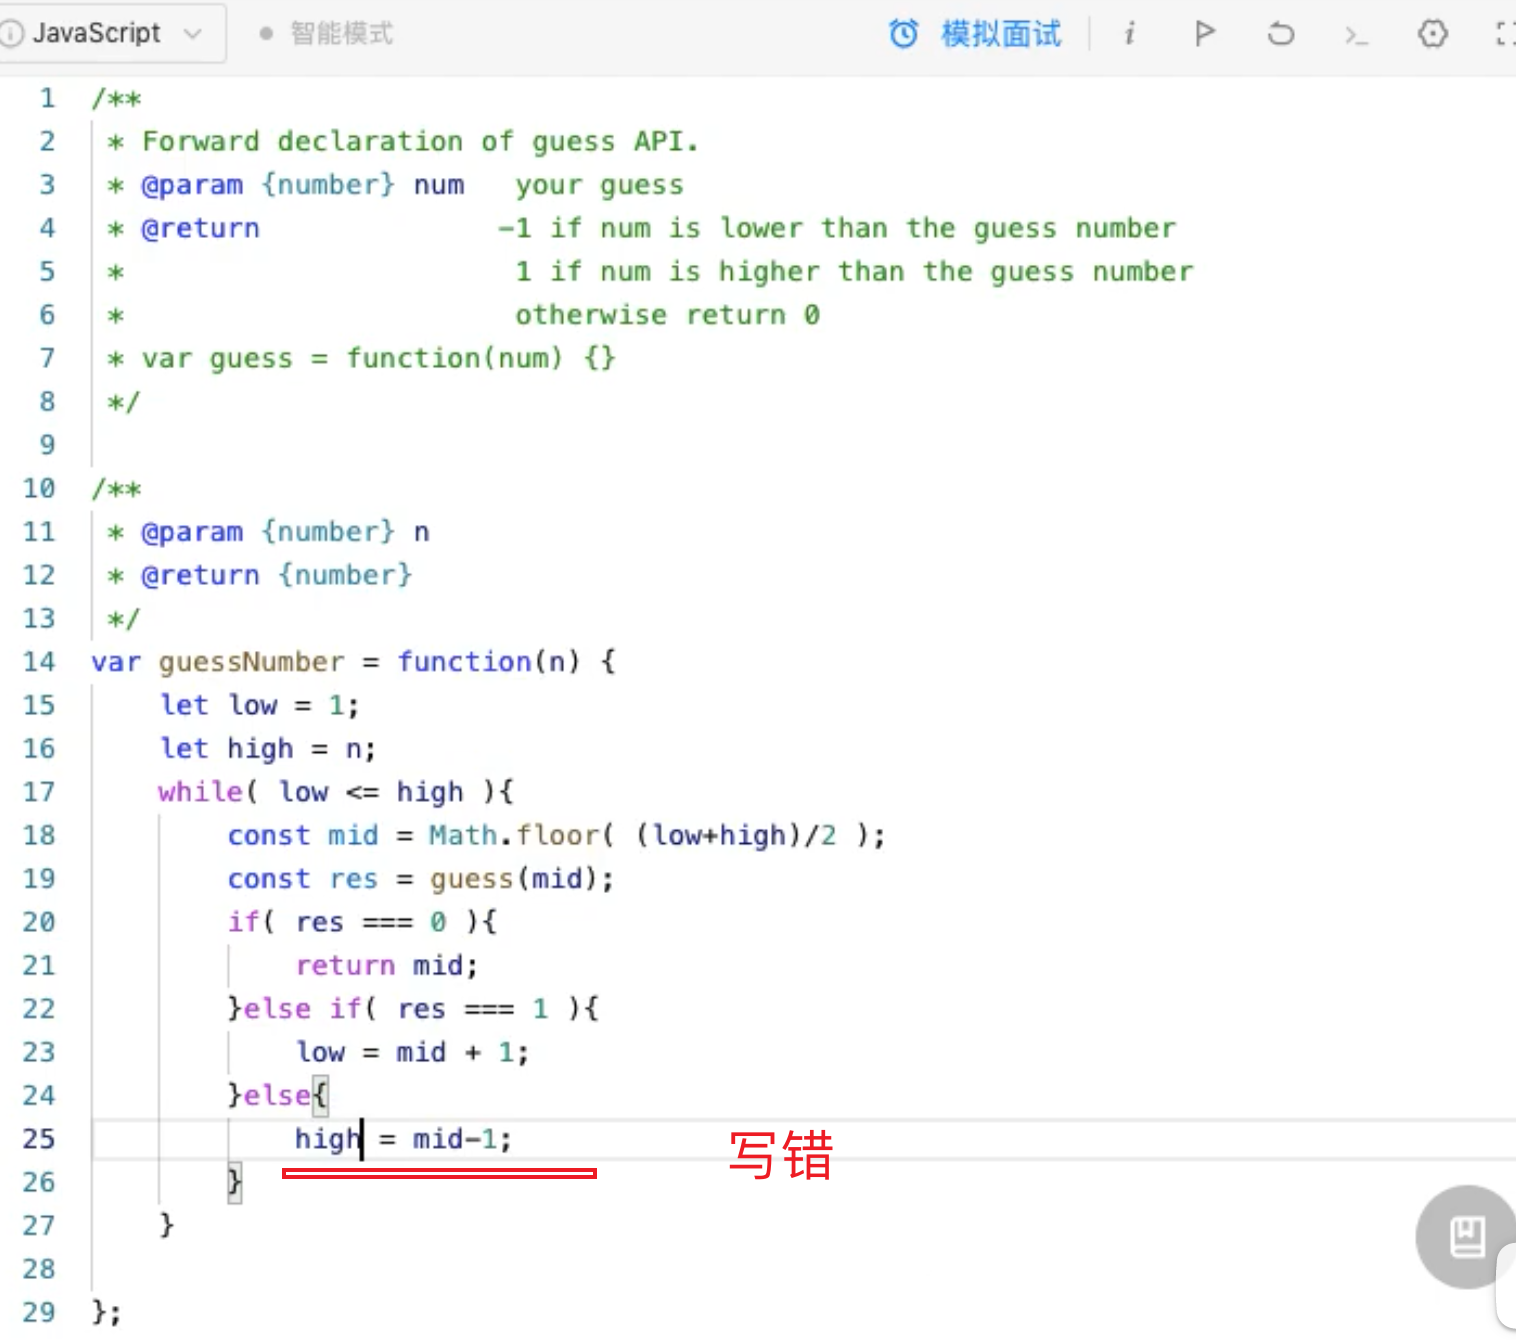 JavaScript
智能模式
模拟面试
1 /**
2 * Forward declaration of guess API.
3 * @param {number} num   your guess
4 * @return               -1 if num is lower than the guess number
5 *                       1 if num is higher than the guess number
6 *                       otherwise return 0
7 * var guess = function(num) {}
8 */
9
10 /**
11 * @param {number} n
12 * @return {number}
13 */
14 var guessNumber = function(n) {
15 let low = 1;
16 let high = n;
17 while( low <= high ){
18 const mid = Math.floor( (low+high)/2 );
19 const res = guess(mid);
20 if( res === 0 ){
21 return mid;
22 }else if( res === 1 ){
23 low = mid + 1;
24 }else{
25 high = mid-1; 写错
26 }
27 }
28
29 };